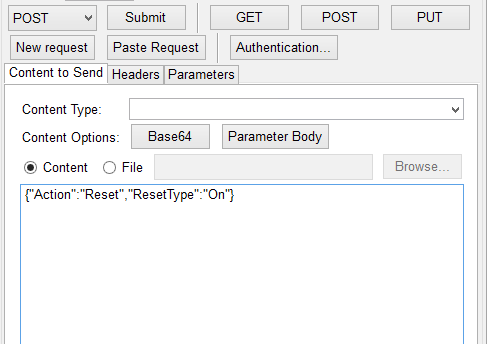 POST Submit GET POST PUT
New request Paste Request Authentication...
Content to Send Headers Parameters
Content Type:
Content Options: Base64 Parameter Body
Content File Browse...
{"Action":"Reset","ResetType":"On"}